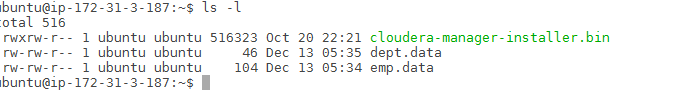 ubuntu@ip-172-31-3-187:~$ ls -l
total 516
rwxrw-r-- 1 ubuntu ubuntu 516323 Oct 20 22:21 cloudera-manager-installer.bin
rw-rw-r-- 1 ubuntu ubuntu 46 Dec 13 05:35 dept.data
rw-rw-r-- 1 ubuntu ubuntu 104 Dec 13 05:34 emp.data
ubuntu@ip-172-31-3-187:~$